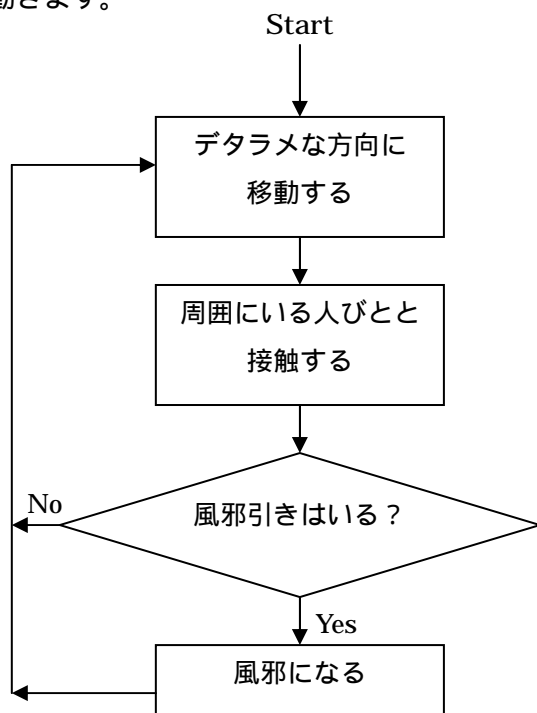 動きます。
Start
デタラメな方向に
移動する
周囲にいる人びとと
接触する
風邪引きはいる？
No
Yes
風邪になる